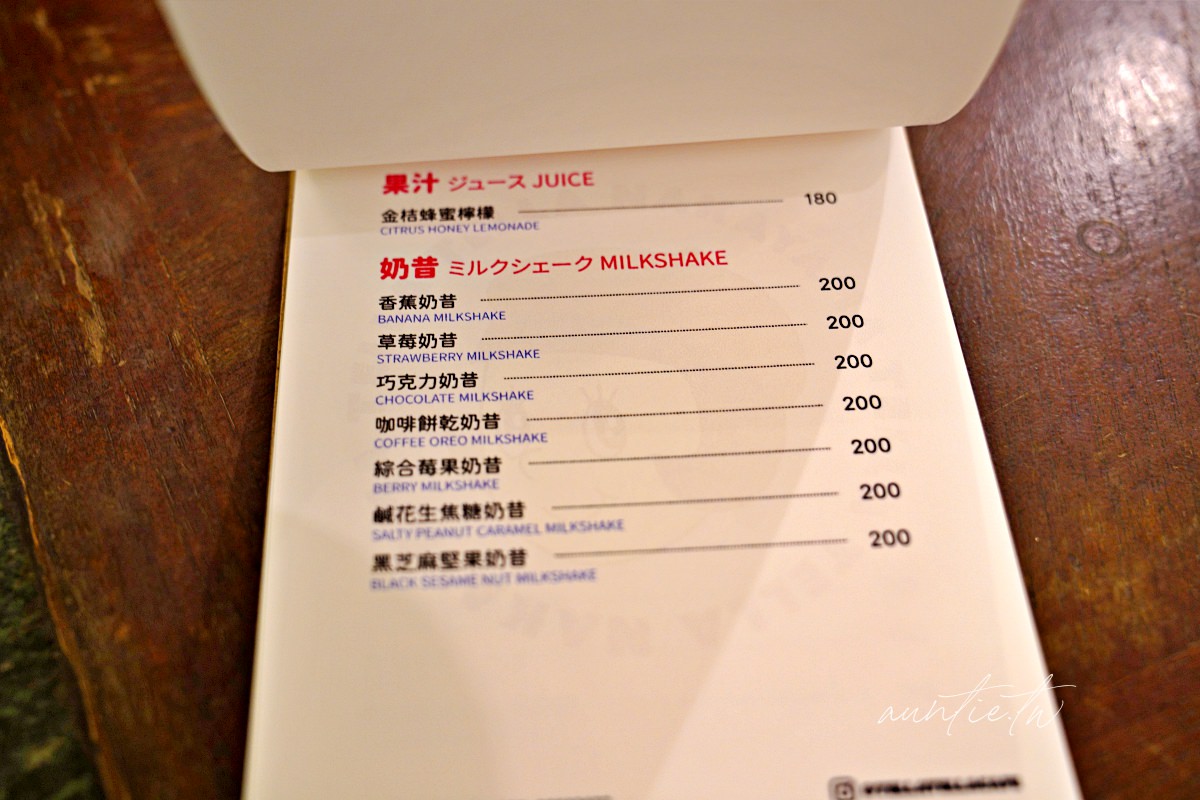 果汁 ジュース JUICE
金桔蜂蜜檸檬 180
CITRUS HONEY LEMONADE
奶昔 ミルクシェーク MILKSHAKE
香蕉奶昔 200
BANANA MILKSHAKE
草莓奶昔 200
STRAWBERRY MILKSHAKE
巧克力奶昔 200
CHOCOLATE MILKSHAKE
咖啡餅乾奶昔 200
COFFEE OREO MILKSHAKE
綜合莓果奶昔 200
BERRY MILKSHAKE
鹹花生焦糖奶昔 200
SALTY PEANUT CARAMEL MILKSHAKE
黑芝麻堅果奶昔 200
BLACK SESAME NUT MILKSHAKE
auntie.tw